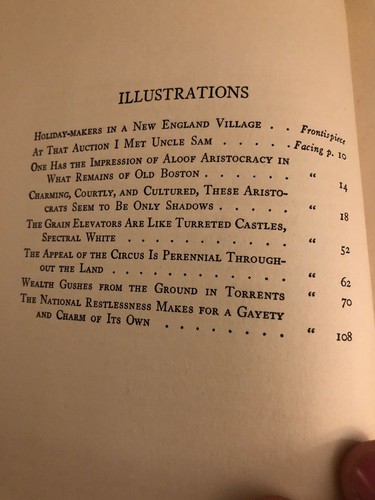 ILLUSTRATIONS
HOLIDAY-MAKERS IN A NEW ENGLAND VILLAGE . . Frontispiece
AT THAT AUCTION I MET UNCLE SAM . . . . . Facing p. 10
ONE HAS THE IMPRESSION OF ALOOF ARISTOCRACY IN
WHAT REMAINS OF OLD BOSTON . . . . . . “ 14
CHARMING, COURTLY, AND CULTURED, THESE ARISTO-
CRATS SEEM TO BE ONLY SHADOWS . . . . . “ 18
THE GRAIN ELEVATORS ARE LIKE TURRETED CASTLES,
SPECTRAL WHITE . . . . . . . . . “ 52
THE APPEAL OF THE CIRCUS IS PERENNIAL THROUGH-
OUT THE LAND . . . . . . . . . . “ 62
WEALTH GUSHES FROM THE GROUND IN TORRENTS “ 70
THE NATIONAL RESTLESSNESS MAKES FOR A GAYETY
AND CHARM OF ITS OWN . . . . . . . . “ 108